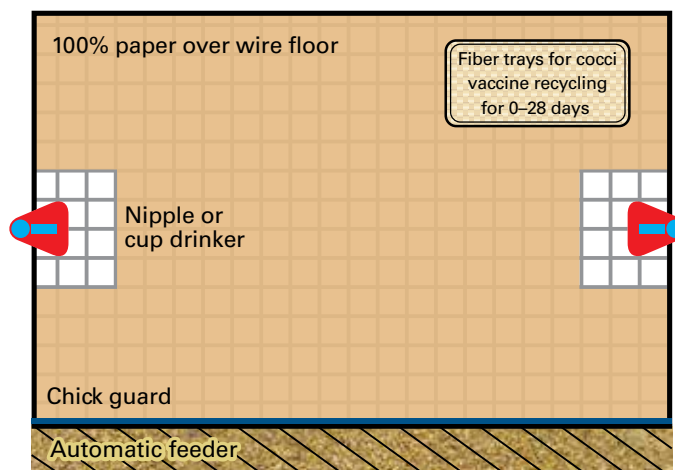 100% paper over wire floor
Fiber trays for cocci
vaccine recycling
for 0–28 days
Nipple or
cup drinker
Chick guard
Automatic feeder